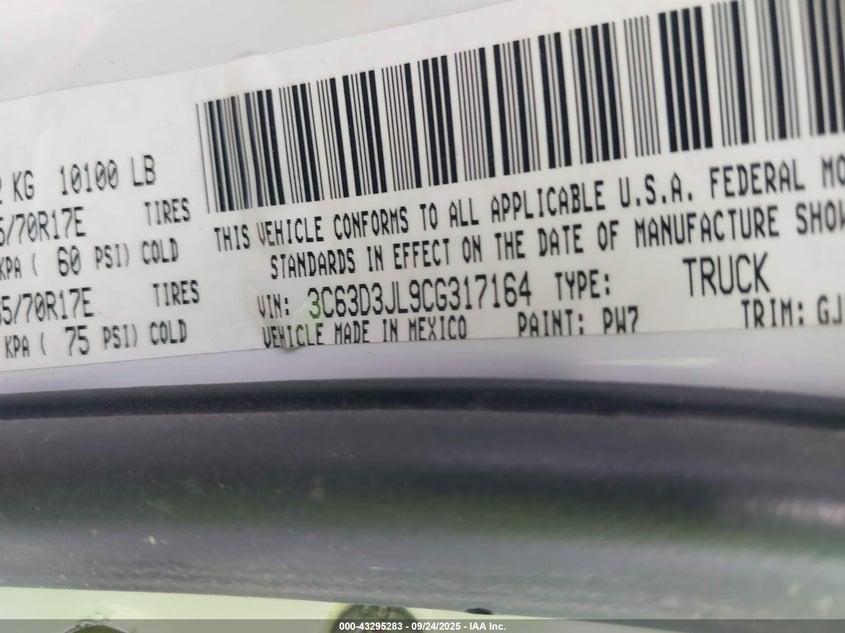 KG 10100 LB
5/70R17E TIRES
KPA ( 60 PSI) COLD
5/70R17E TIRES
KPA ( 75 PSI) COLD
THIS VEHICLE CONFORMS TO ALL APPLICABLE U.S.A. FEDERAL MO
STANDARDS IN EFFECT ON THE DATE OF MANUFACTURE SHOW
VIN: 3C63D3JL9CG317164 TYPE: TRUCK
VEHICLE MADE IN MEXICO PAINT: PW7 TRIM: GJ
000-43295283 - 09/24/2025 - IAA Inc.